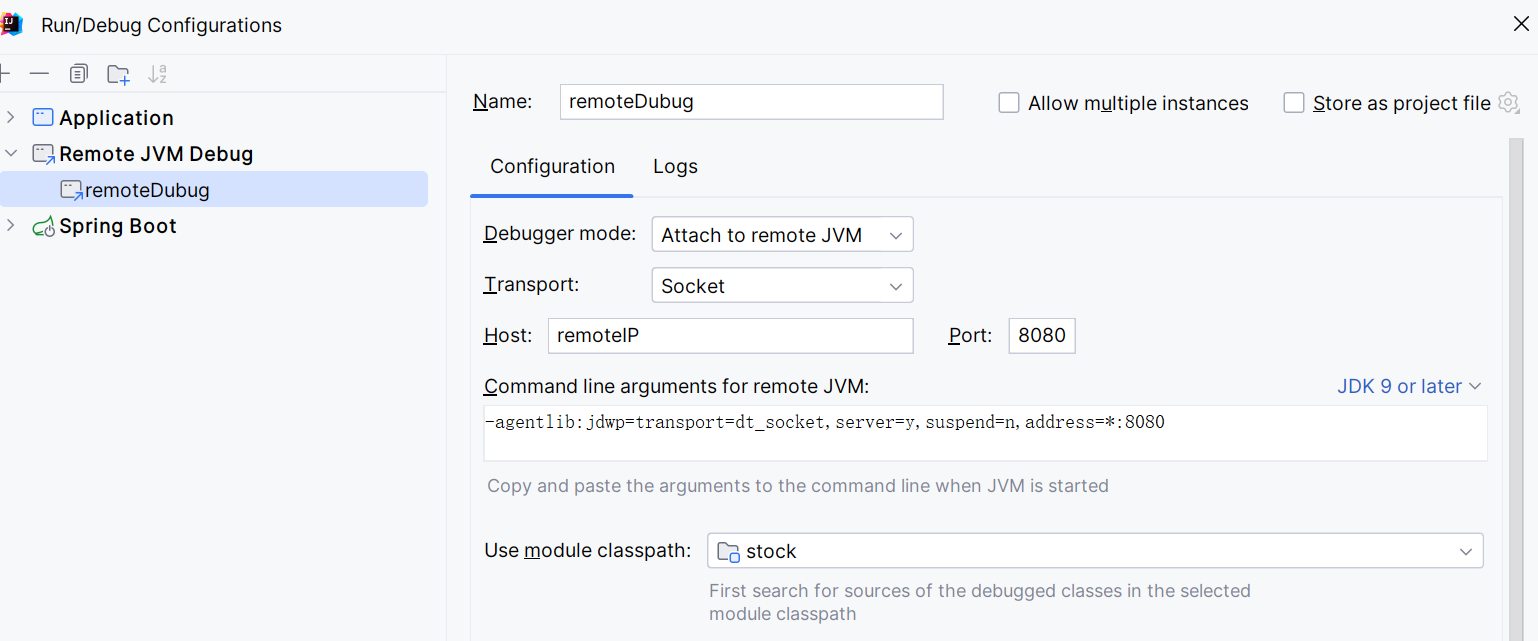 Run/Debug Configurations
Application
Remote JVM Debug
remoteDubug
Spring Boot
Name: remoteDubug Allow multiple instances Store as project file
Configuration Logs
Debugger mode: Attach to remote JVM
Transport: Socket
Host: remoteIP Port: 8080
Command line arguments for remote JVM: JDK 9 or later
-agentlib:jdwp=transport=dt_socket,server=y,suspend=n,address=*:8080
Copy and paste the arguments to the command line when JVM is started
Use module classpath: stock
First search for sources of the debugged classes in the selected
module classpath